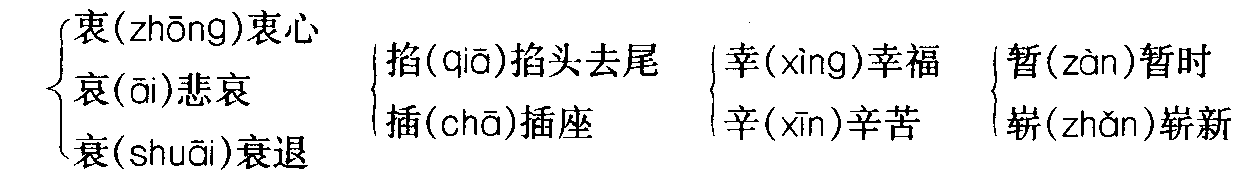 衷(zhōng)衷心
哀(āi)悲哀
衰(shuāi)衰退
掐(qiā)掐头去尾
插(chā)插座
幸(xìng)幸福
辛(xīn)辛苦
暂(zàn)暂时
崭(zhǎn)崭新